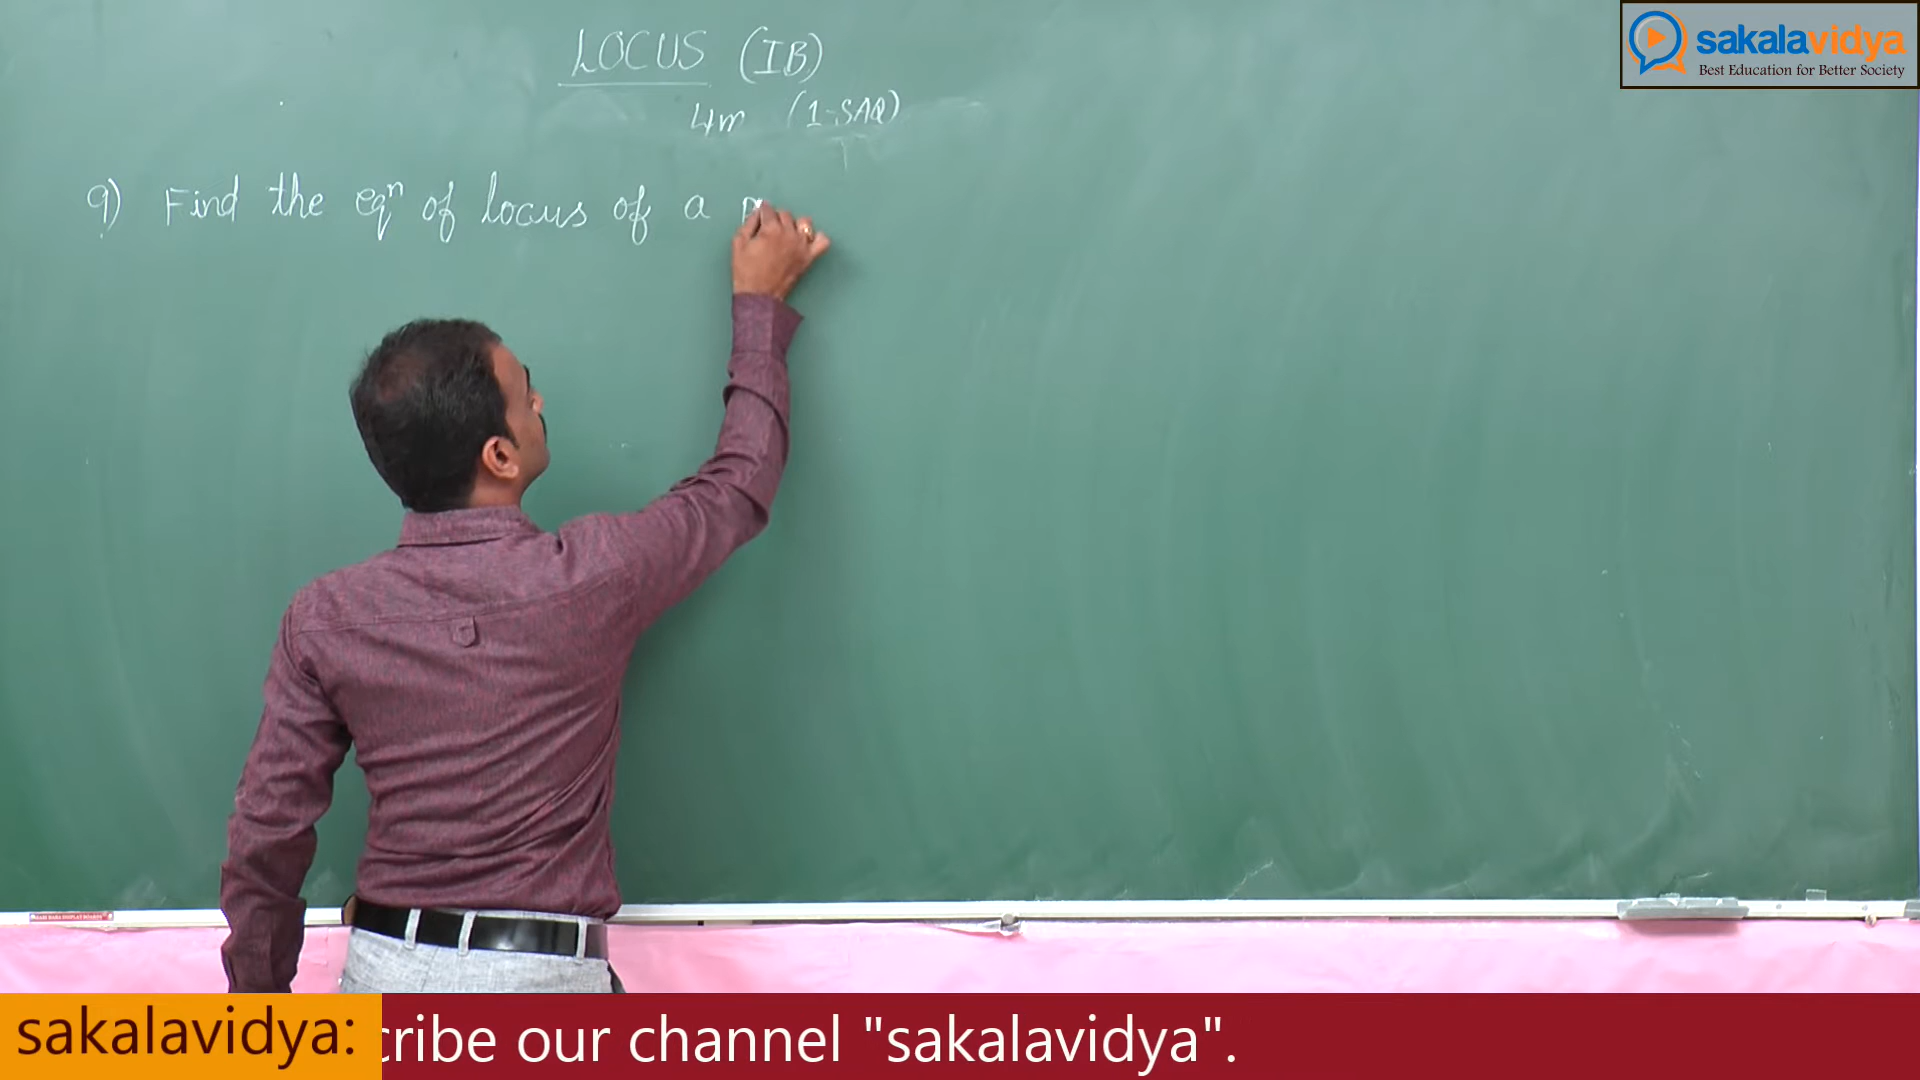 LOCUS (IB)
4m (1-SAQ)
9) Find the eqⁿ of locus of a
sakalavidya
Best Education for Better Society
sakalavidya: cribe our channel "sakalavidya".